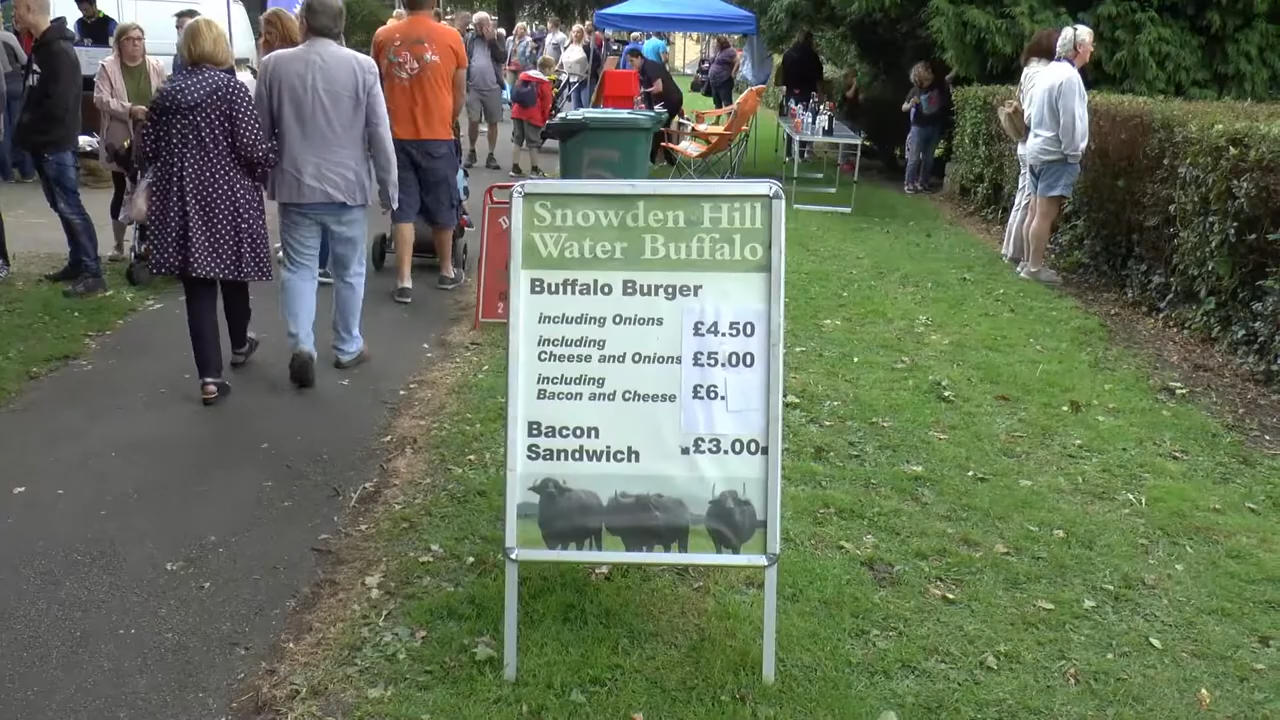 Snowden Hill
Water Buffalo
Buffalo Burger
including Onions £4.50
including
Cheese and Onions £5.00
including
Bacon and Cheese £6.
Bacon
Sandwich £3.00
5